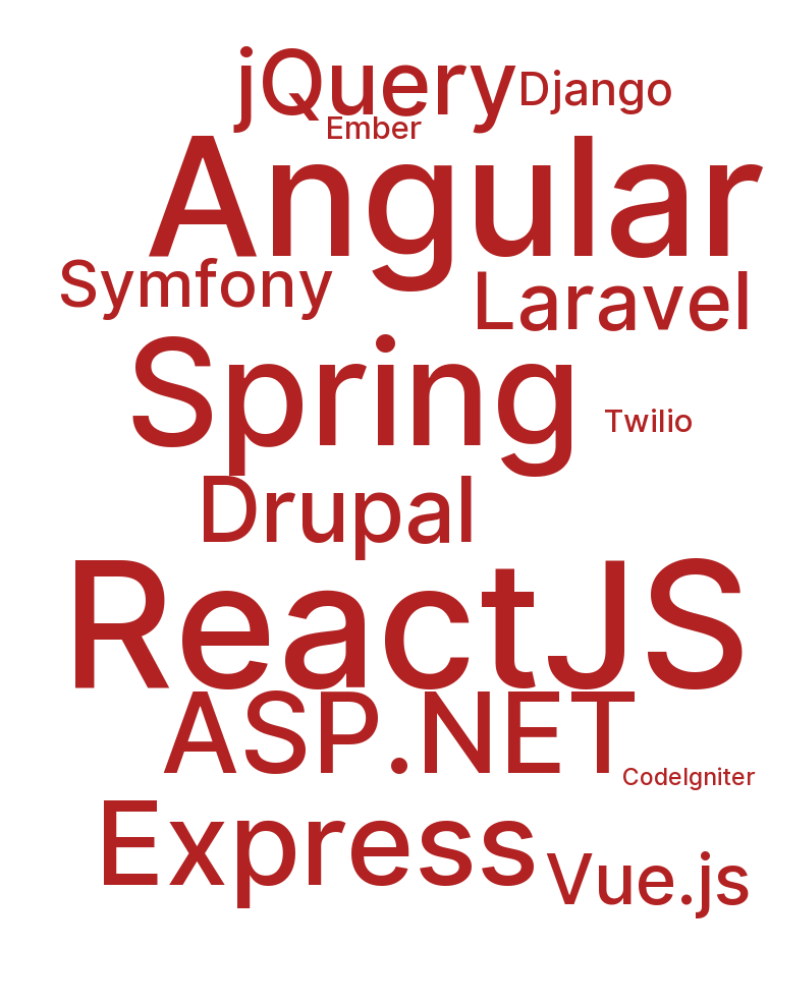 jQuery
Django
Ember
Angular
Symfony
Laravel
Spring
Twilio
Drupal
ReactJS
ASP.NET
CodeIgniter
Express
Vue.js